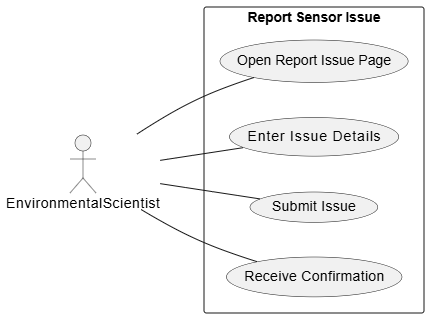 Report Sensor Issue
Open Report Issue Page
Enter Issue Details
EnvironmentalScientist
Submit Issue
Receive Confirmation